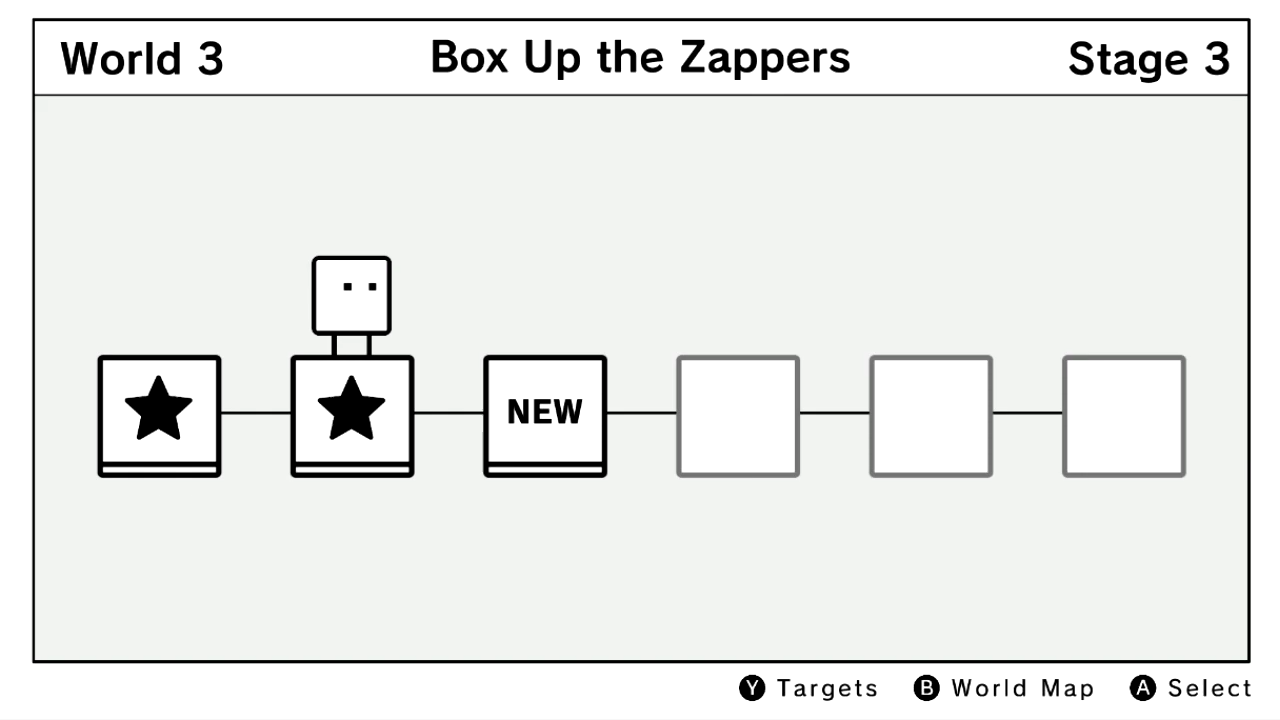 World 3
Box Up the Zappers
Stage 3
NEW
Y Targets
B World Map
A Select